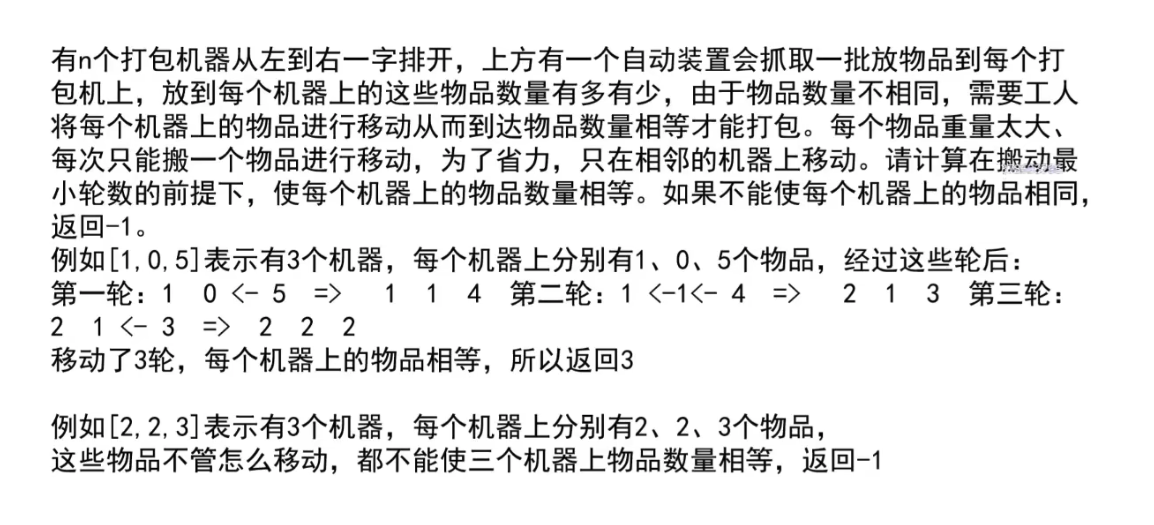 有n个打包机器从左到右一字排开，上方有一个自动装置会抓取一批放物品到每个打
包机上，放到每个机器上的这些物品数量有多有少，由于物品数量不相同，需要工人
将每个机器上的物品进行移动从而到达物品数量相等才能打包。每个物品重量太大、
每次只能搬一个物品进行移动，为了省力，只在相邻的机器上移动。请计算在搬动最
小轮数的前提下，使每个机器上的物品数量相等。如果不能使每个机器上的物品相同，
返回-1。
例如[1,0,5]表示有3个机器，每个机器上分别有1、0、5个物品，经过这些轮后：
第一轮：1  0 <- 5  =>   1  1  4  第二轮：1 <-1<- 4  =>   2  1  3  第三轮：
2  1 <- 3  =>  2  2  2
移动了3轮，每个机器上的物品相等，所以返回3
例如[2,2,3]表示有3个机器，每个机器上分别有2、2、3个物品，
这些物品不管怎么移动，都不能使三个机器上物品数量相等，返回-1